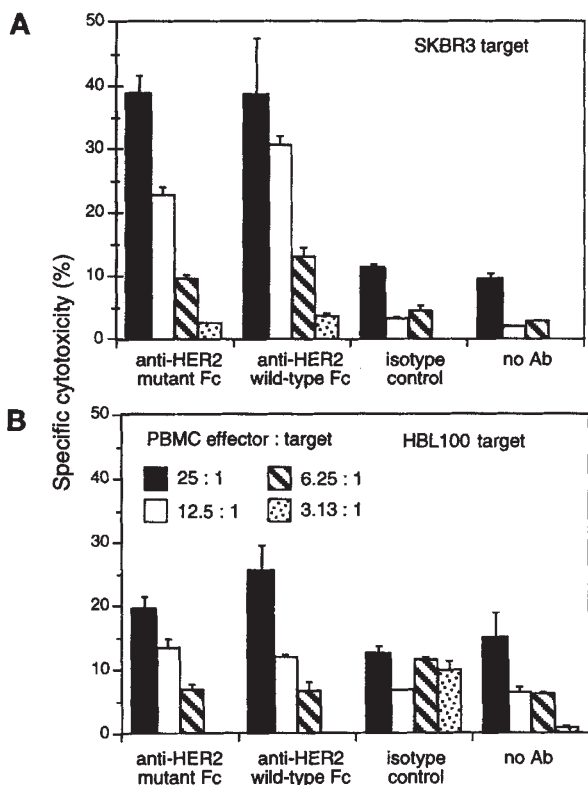 A
SKBR3 target
50
40
30
20
10
0
anti-HER2 mutant Fc
anti-HER2 wild-type Fc
isotype control
no Ab
Specific cytotoxicity (%)
B
PBMC effector : target
HBL100 target
25 : 1
6.25 : 1
12.5 : 1
3.13 : 1
50
40
30
20
10
0
anti-HER2 mutant Fc
anti-HER2 wild-type Fc
isotype control
no Ab